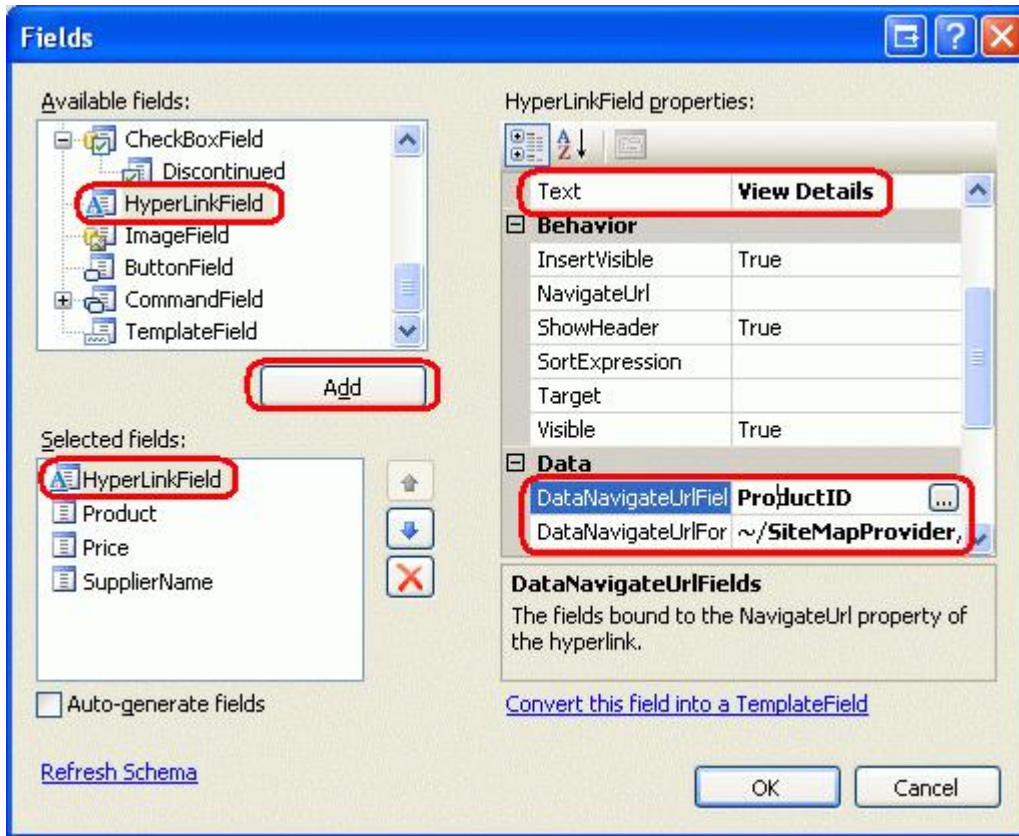 Fields
Available fields:
CheckBoxField
Discontinued
HyperLinkField
ImageField
ButtonField
CommandField
TemplateField
Add
Selected fields:
HyperLinkField
Product
Price
SupplierName
Auto-generate fields
Refresh Schema
HyperLinkField properties:
Text View Details
Behavior
InsertVisible True
NavigateUrl
ShowHeader True
SortExpression
Target
Visible True
Data
DataNavigateUrlFiel ProductID ...
DataNavigateUrlFor ~/SiteMapProvider,
DataNavigateUrlFields
The fields bound to the NavigateUrl property of
the hyperlink.
Convert this field into a TemplateField
OK Cancel